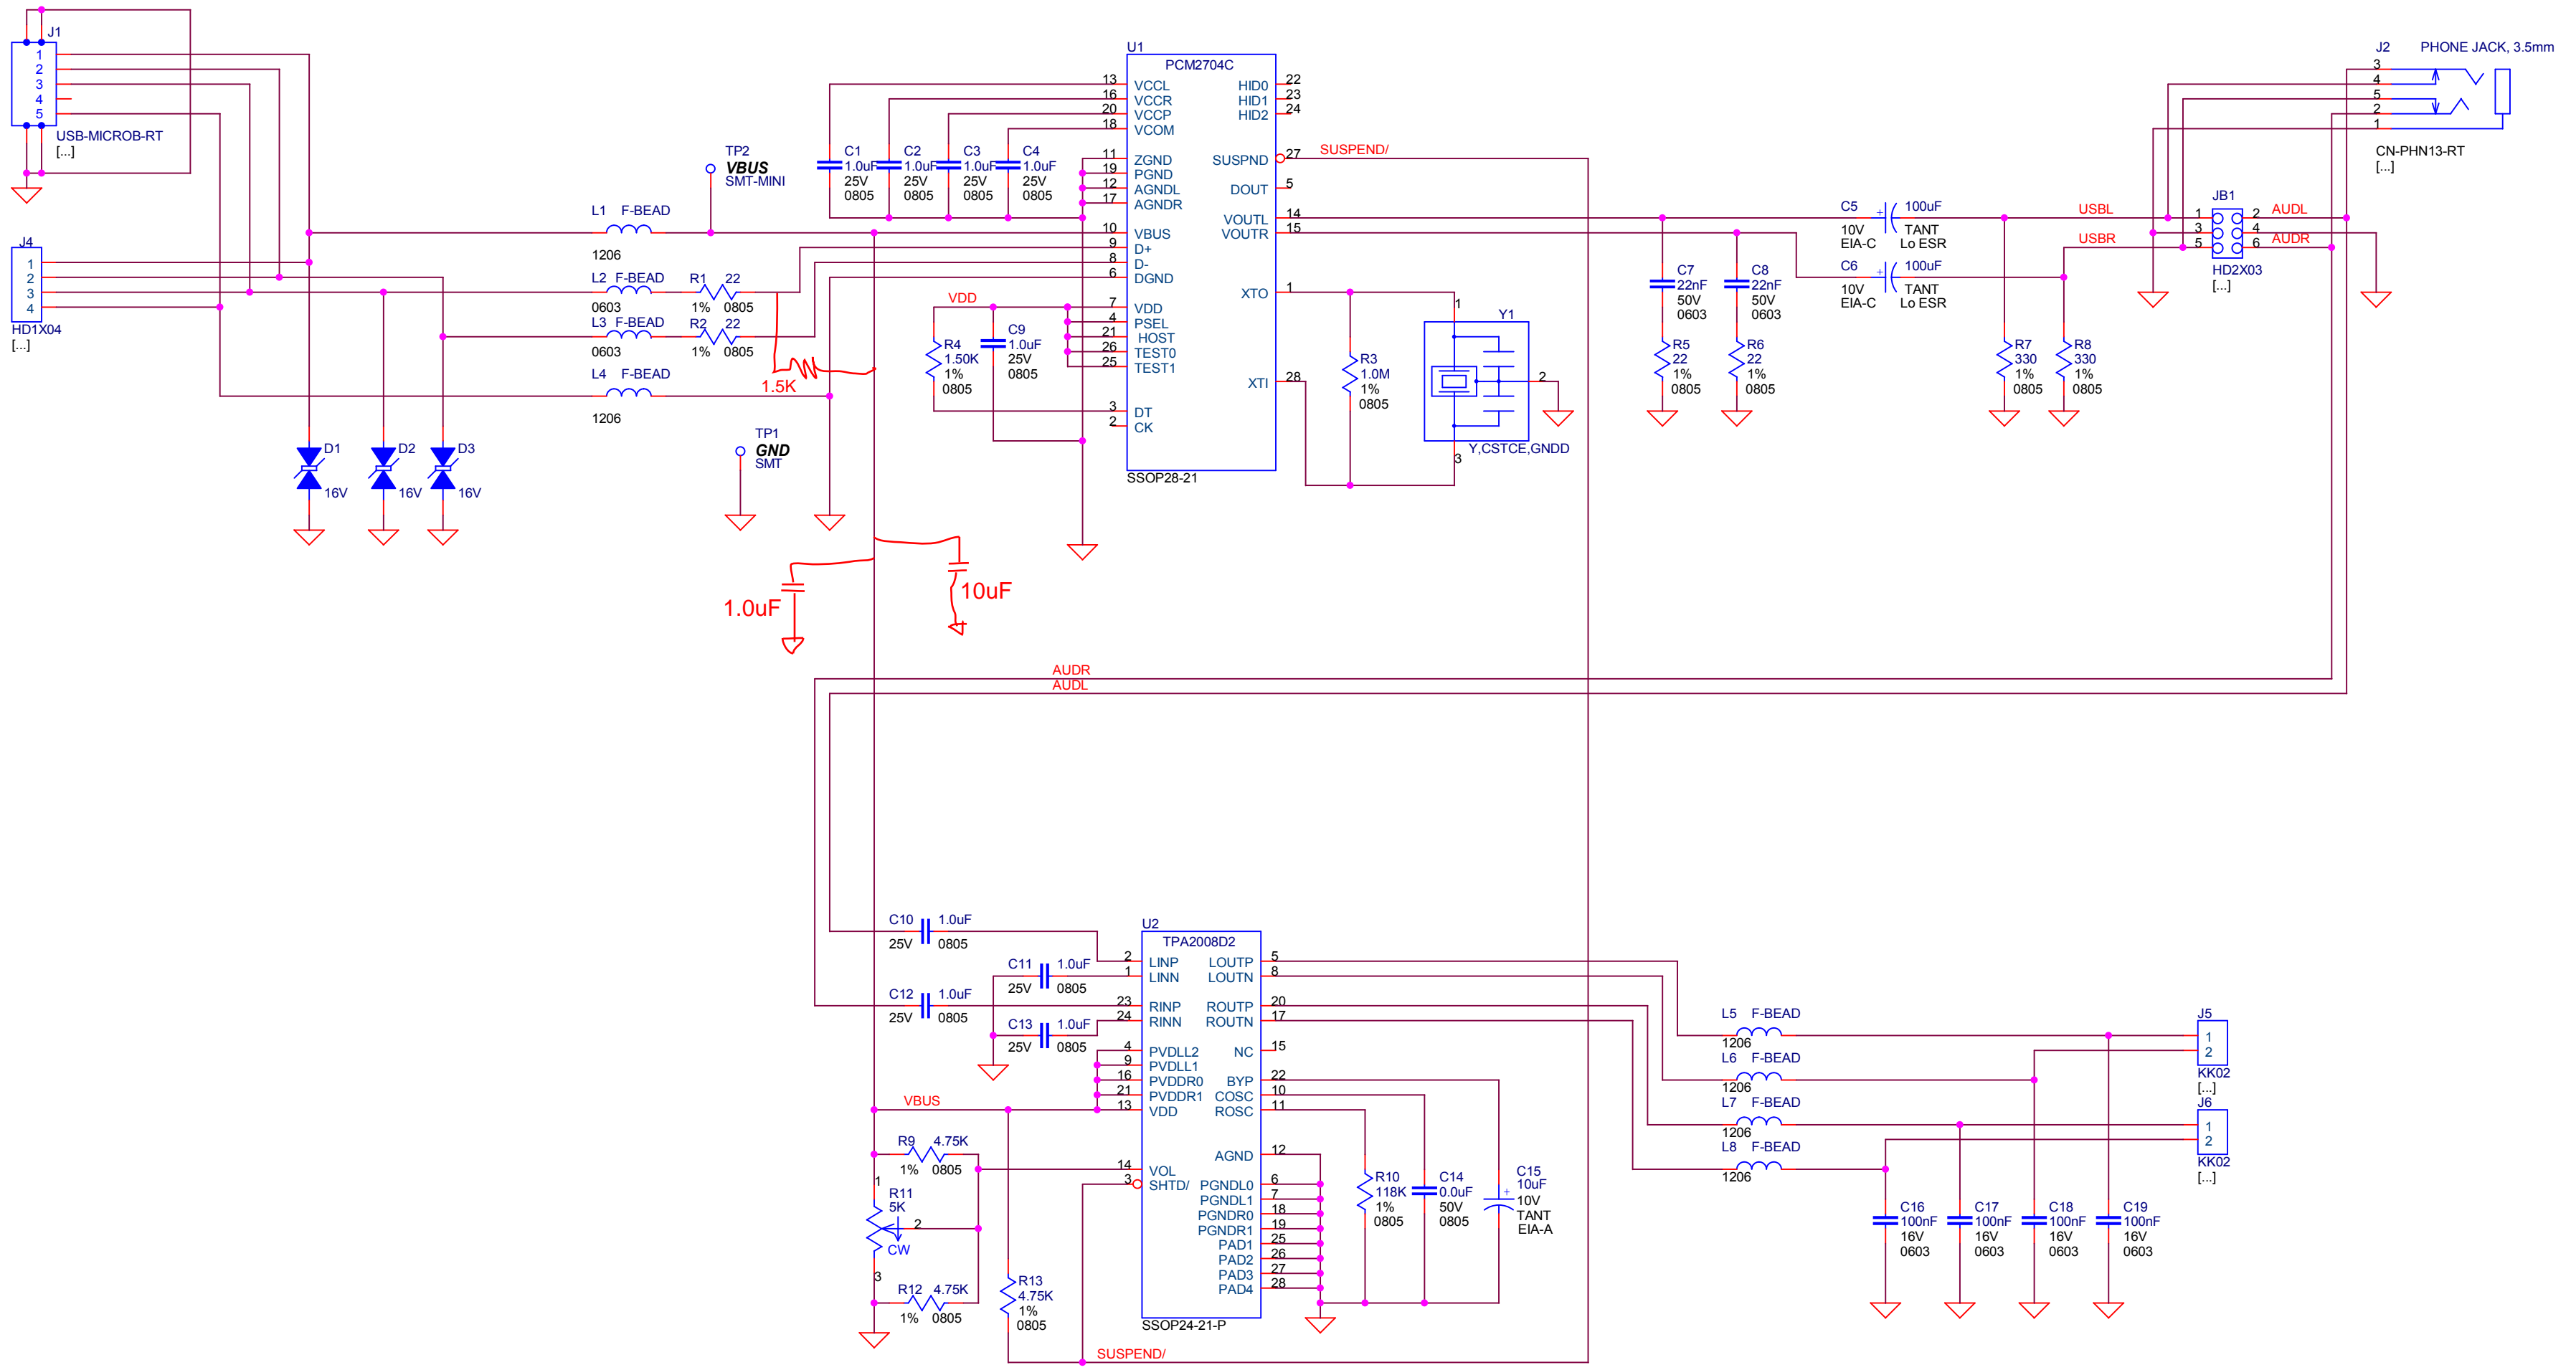 J1
1
2
3
4
5
USB-MICROB-RT
[...]
J4
1
2
3
4
HD1X04
[...]
L1 F-BEAD
1206
L2 F-BEAD
0603
R1 22
1% 0805
L3 F-BEAD
0603
R2 22
1% 0805
L4 F-BEAD
1206
1.5K
TP2
VBUS
SMT-MINI
TP1
GND
SMT
D1
16V
D2
16V
D3
16V
1.0uF
10uF
C1
1.0uF
25V
0805
C2
1.0uF
25V
0805
C3
1.0uF
25V
0805
C4
1.0uF
25V
0805
VDD
R4
1.50K
1%
0805
C9
1.0uF
25V
0805
U1
PCM2704C
13 VCCL
16 VCCR
20 VCCP
18 VCOM
11 ZGND
19 PGND
12 AGNDL
17 AGNDR
10 VBUS
9 D+
8 D-
6 DGND
7 VDD
4 PSEL
21 HOST
26 TEST0
25 TEST1
3 DT
2 CK
HID0 22
HID1 23
HID2 24
SUSPND 27
DOUT 5
VOUTL 14
VOUTR 15
XTO 1
XTI 28
SSOP28-21
SUSPEND/
R3
1.0M
1%
0805
Y1
1
2
3
Y,CSTCE,GNDD
C7
22nF
50V
0603
C8
22nF
50V
0603
R5
22
1%
0805
R6
22
1%
0805
C5 100uF
10V TANT
EIA-C Lo ESR
C6 100uF
10V TANT
EIA-C Lo ESR
R7
330
1%
0805
R8
330
1%
0805
USBL
USBR
JB1
1 2
3 4
5 6
HD2X03
[...]
AUDL
AUDR
J2 PHONE JACK, 3.5mm
3
4
5
2
1
CN-PHN13-RT
[...]
AUDR
AUDL
C10 1.0uF
25V 0805
C11 1.0uF
25V 0805
C12 1.0uF
25V 0805
C13 1.0uF
25V 0805
VBUS
R9 4.75K
1% 0805
1
R11
5K
2
CW
3
R12 4.75K
1% 0805
R13
4.75K
1%
0805
SUSPEND/
U2
TPA2008D2
2 LINP
1 LINN
23 RINP
24 RINN
4 PVDLL2
9 PVDLL1
16 PVDDR0
21 PVDDR1
13 VDD
14 VOL
3 SHTD/
LOUTP 5
LOUTN 8
ROUTP 20
ROUTN 17
NC 15
BYP 22
COSC 10
ROSC 11
AGND 12
PGNDL0 6
PGNDL1 7
PGNDR0 18
PGNDR1 19
PAD1 25
PAD2 26
PAD3 27
PAD4 28
SSOP24-21-P
R10
118K
1%
0805
C14
0.0uF
50V
0805
C15
10uF
10V
TANT
EIA-A
L5 F-BEAD
1206
L6 F-BEAD
1206
L7 F-BEAD
1206
L8 F-BEAD
1206
J5
1
2
KK02
[...]
J6
1
2
KK02
[...]
C16
100nF
16V
0603
C17
100nF
16V
0603
C18
100nF
16V
0603
C19
100nF
16V
0603